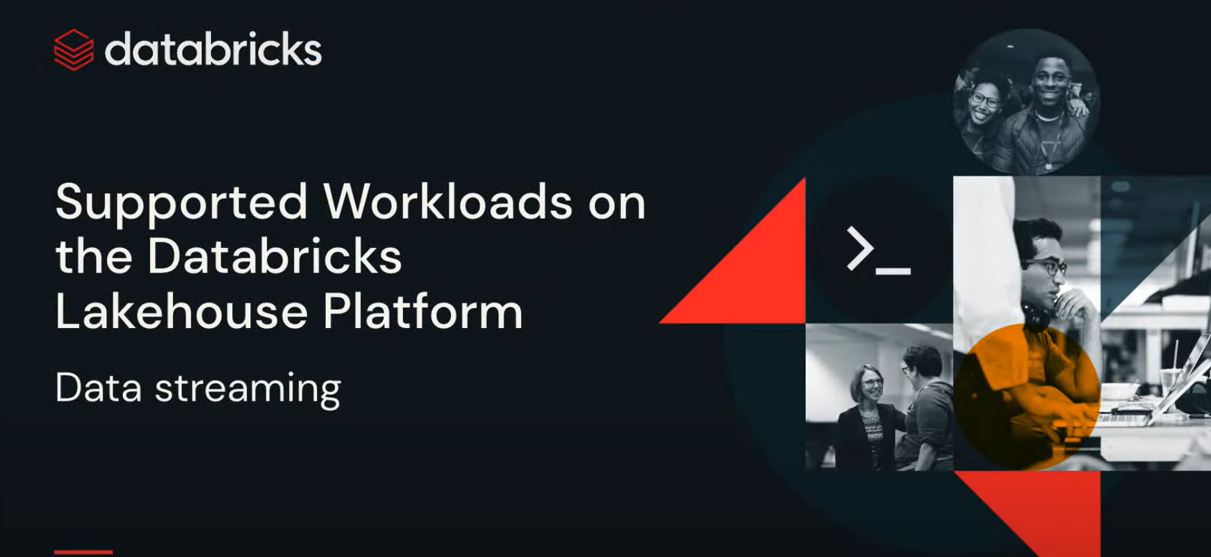 databricks
Supported Workloads on
the Databricks
Lakehouse Platform
Data streaming
>_